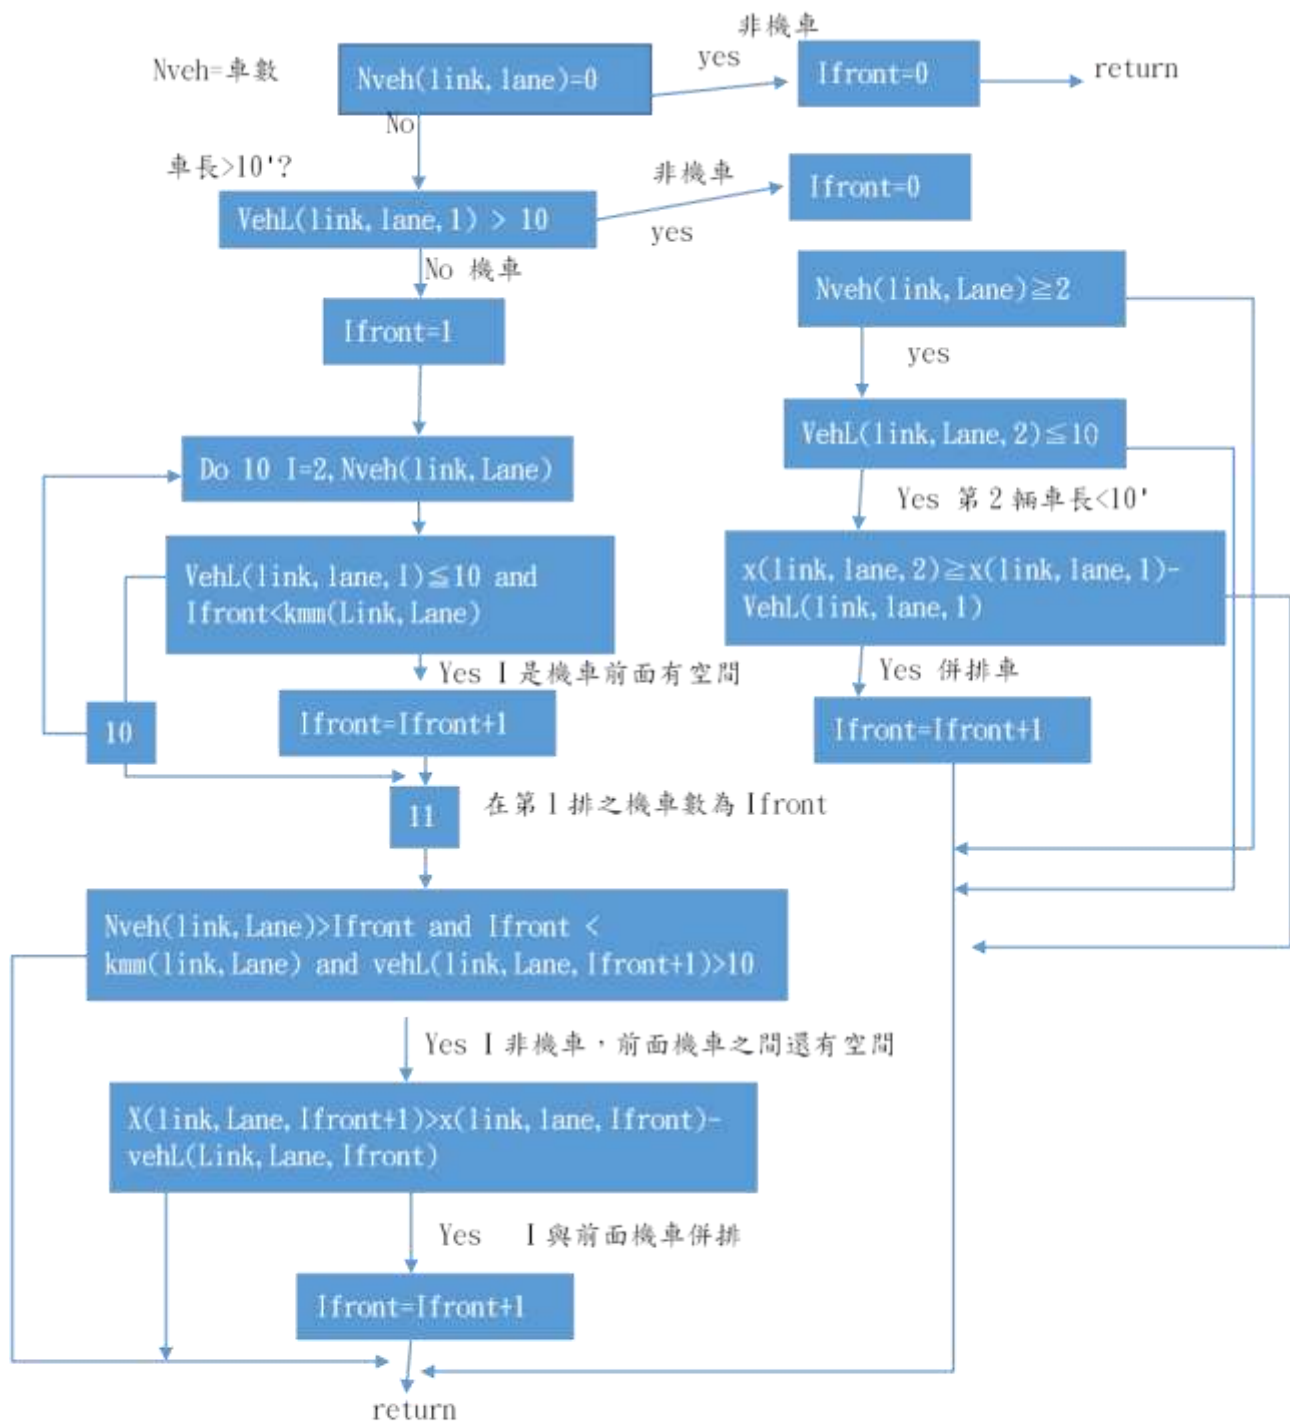 Nveh=車數
Nveh(link,lane)=0
非機車
yes
Ifront=0
return
No
車長>10'?
VehL(link,lane,1) > 10
非機車
yes
Ifront=0
No 機車
Ifront=1
Do 10 I=2,Nveh(link,Lane)
VehL(link,lane,1)≦10 and
Ifront<kmm(Link,Lane)
Yes I 是機車前面有空間
Ifront=Ifront+1
10
11
在第 1 排之機車數為 Ifront
Nveh(link,Lane)>Ifront and Ifront <
kmm(link,Lane) and vehL(link,Lane,Ifront+1)>10
Yes I 非機車，前面機車之間還有空間
X(link,Lane,Ifront+1)>x(link,lane,Ifront)-
vehL(Link,Lane,Ifront)
Yes I 與前面機車併排
Ifront=Ifront+1
return
Nveh(link,Lane)≧2
yes
VehL(link,Lane,2)≦10
Yes 第 2 輛車長<10'
x(link,lane,2)≧x(link,lane,1)-
VehL(link,lane,1)
Yes 併排車
Ifront=Ifront+1